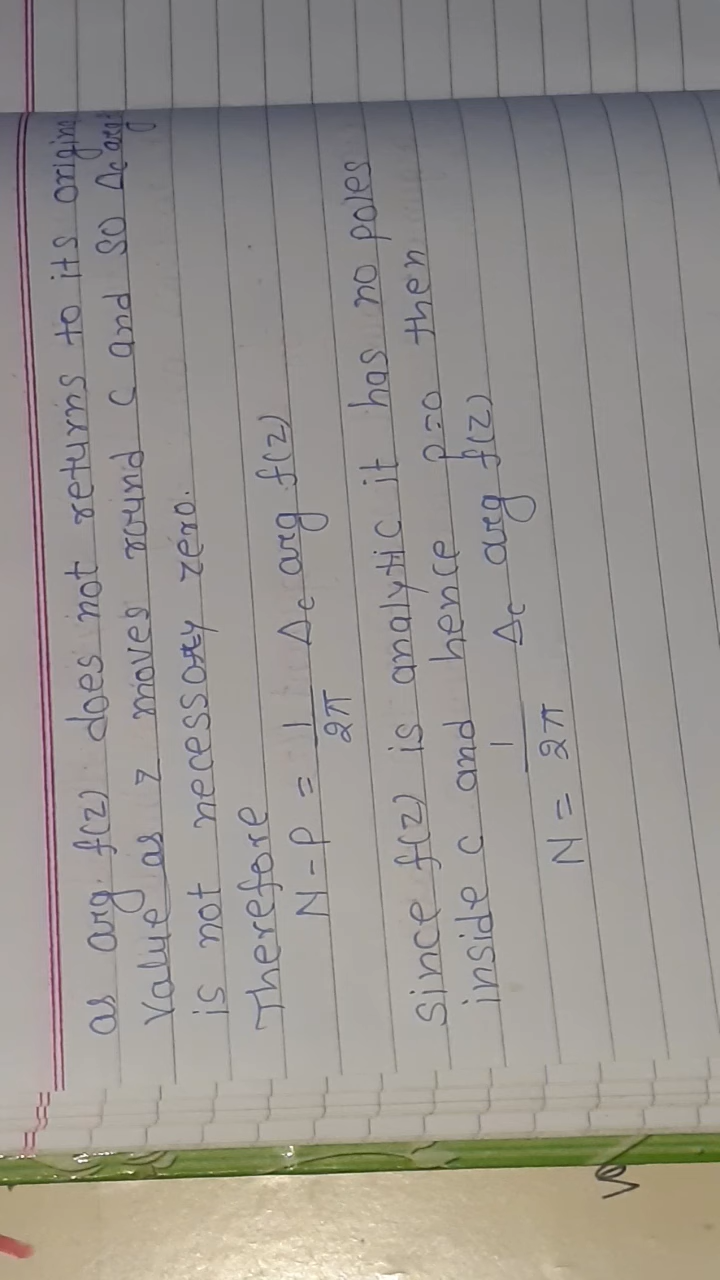 as arg. f(z) does not returns to its origin
value as z moves round C and so Δc arg
is not necessory zero.
Therefore
N - P = 1/2π Δc arg f(z)
since f(z) is analytic it has no poles
inside C and hence P=0 then
N = 1/2π Δc arg f(z)